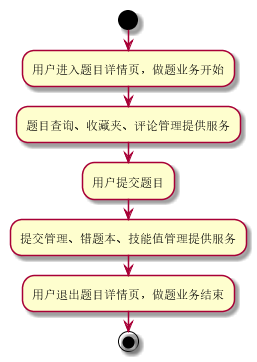 用户进入题目详情页，做题业务开始
题目查询、收藏夹、评论管理提供服务
用户提交题目
提交管理、错题本、技能值管理提供服务
用户退出题目详情页，做题业务结束